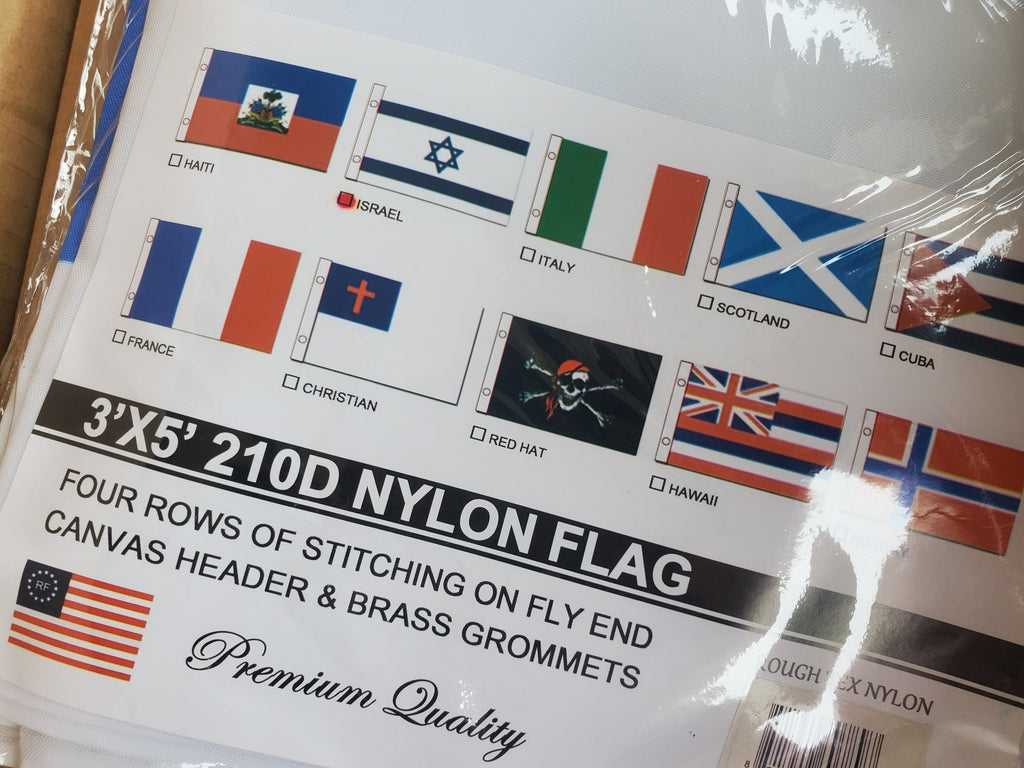 HAITI
ISRAEL
ITALY
SCOTLAND
CUBA
FRANCE
CHRISTIAN
RED HAT
HAWAII
3'X5' 210D NYLON FLAG
FOUR ROWS OF STITCHING ON FLY END
CANVAS HEADER & BRASS GROMMETS
RF
Premium Quality
NYLON
8